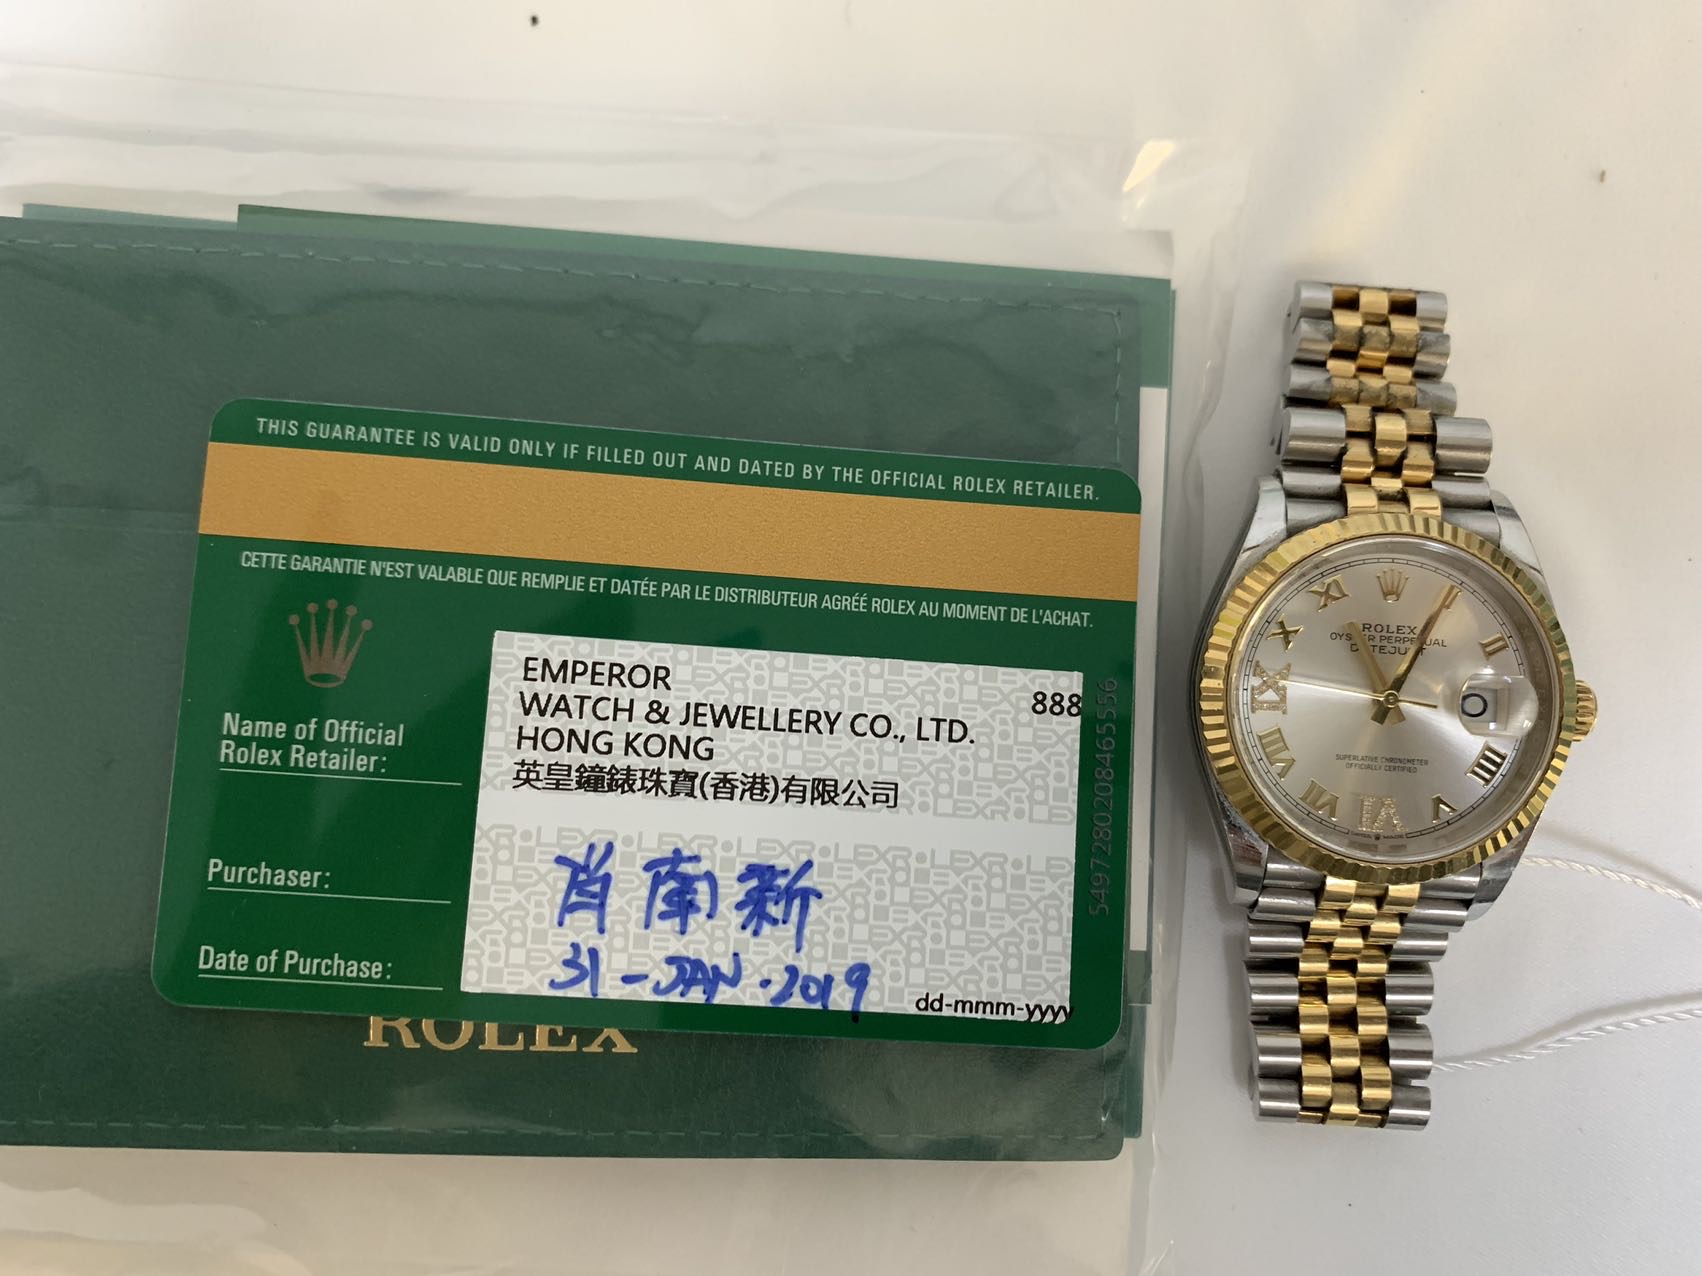 THIS GUARANTEE IS VALID ONLY IF FILLED OUT AND DATED BY THE OFFICIAL ROLEX RETAILER.
CETTE GARANTIE N'EST VALABLE QUE REMPLIE ET DATÉE PAR LE DISTRIBUTEUR AGRÉÉ ROLEX AU MOMENT DE L'ACHAT.
Name of Official
Rolex Retailer:
EMPEROR
WATCH & JEWELLERY CO., LTD.
HONG KONG
英皇鐘錶珠寶(香港)有限公司
888
5497280208465556
Purchaser:
肖南新
Date of Purchase:
31-JAN.2019
dd-mmm-yyyy
ROLEX
ROLEX
OYSTER PERPETUAL
DATEJUST
SUPERLATIVE CHRONOMETER
OFFICIALLY CERTIFIED
SWISS MADE